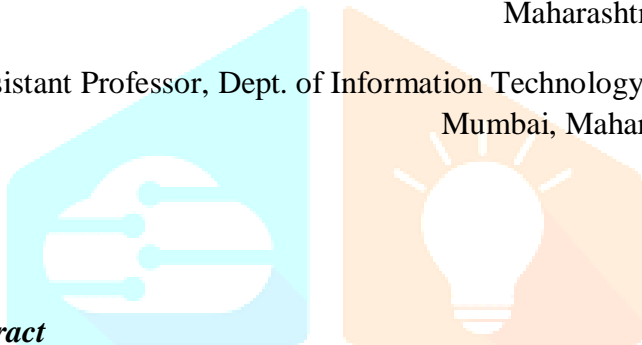 Maharashtr
sistant Professor, Dept. of Information Technology
Mumbai, Mahar
ract